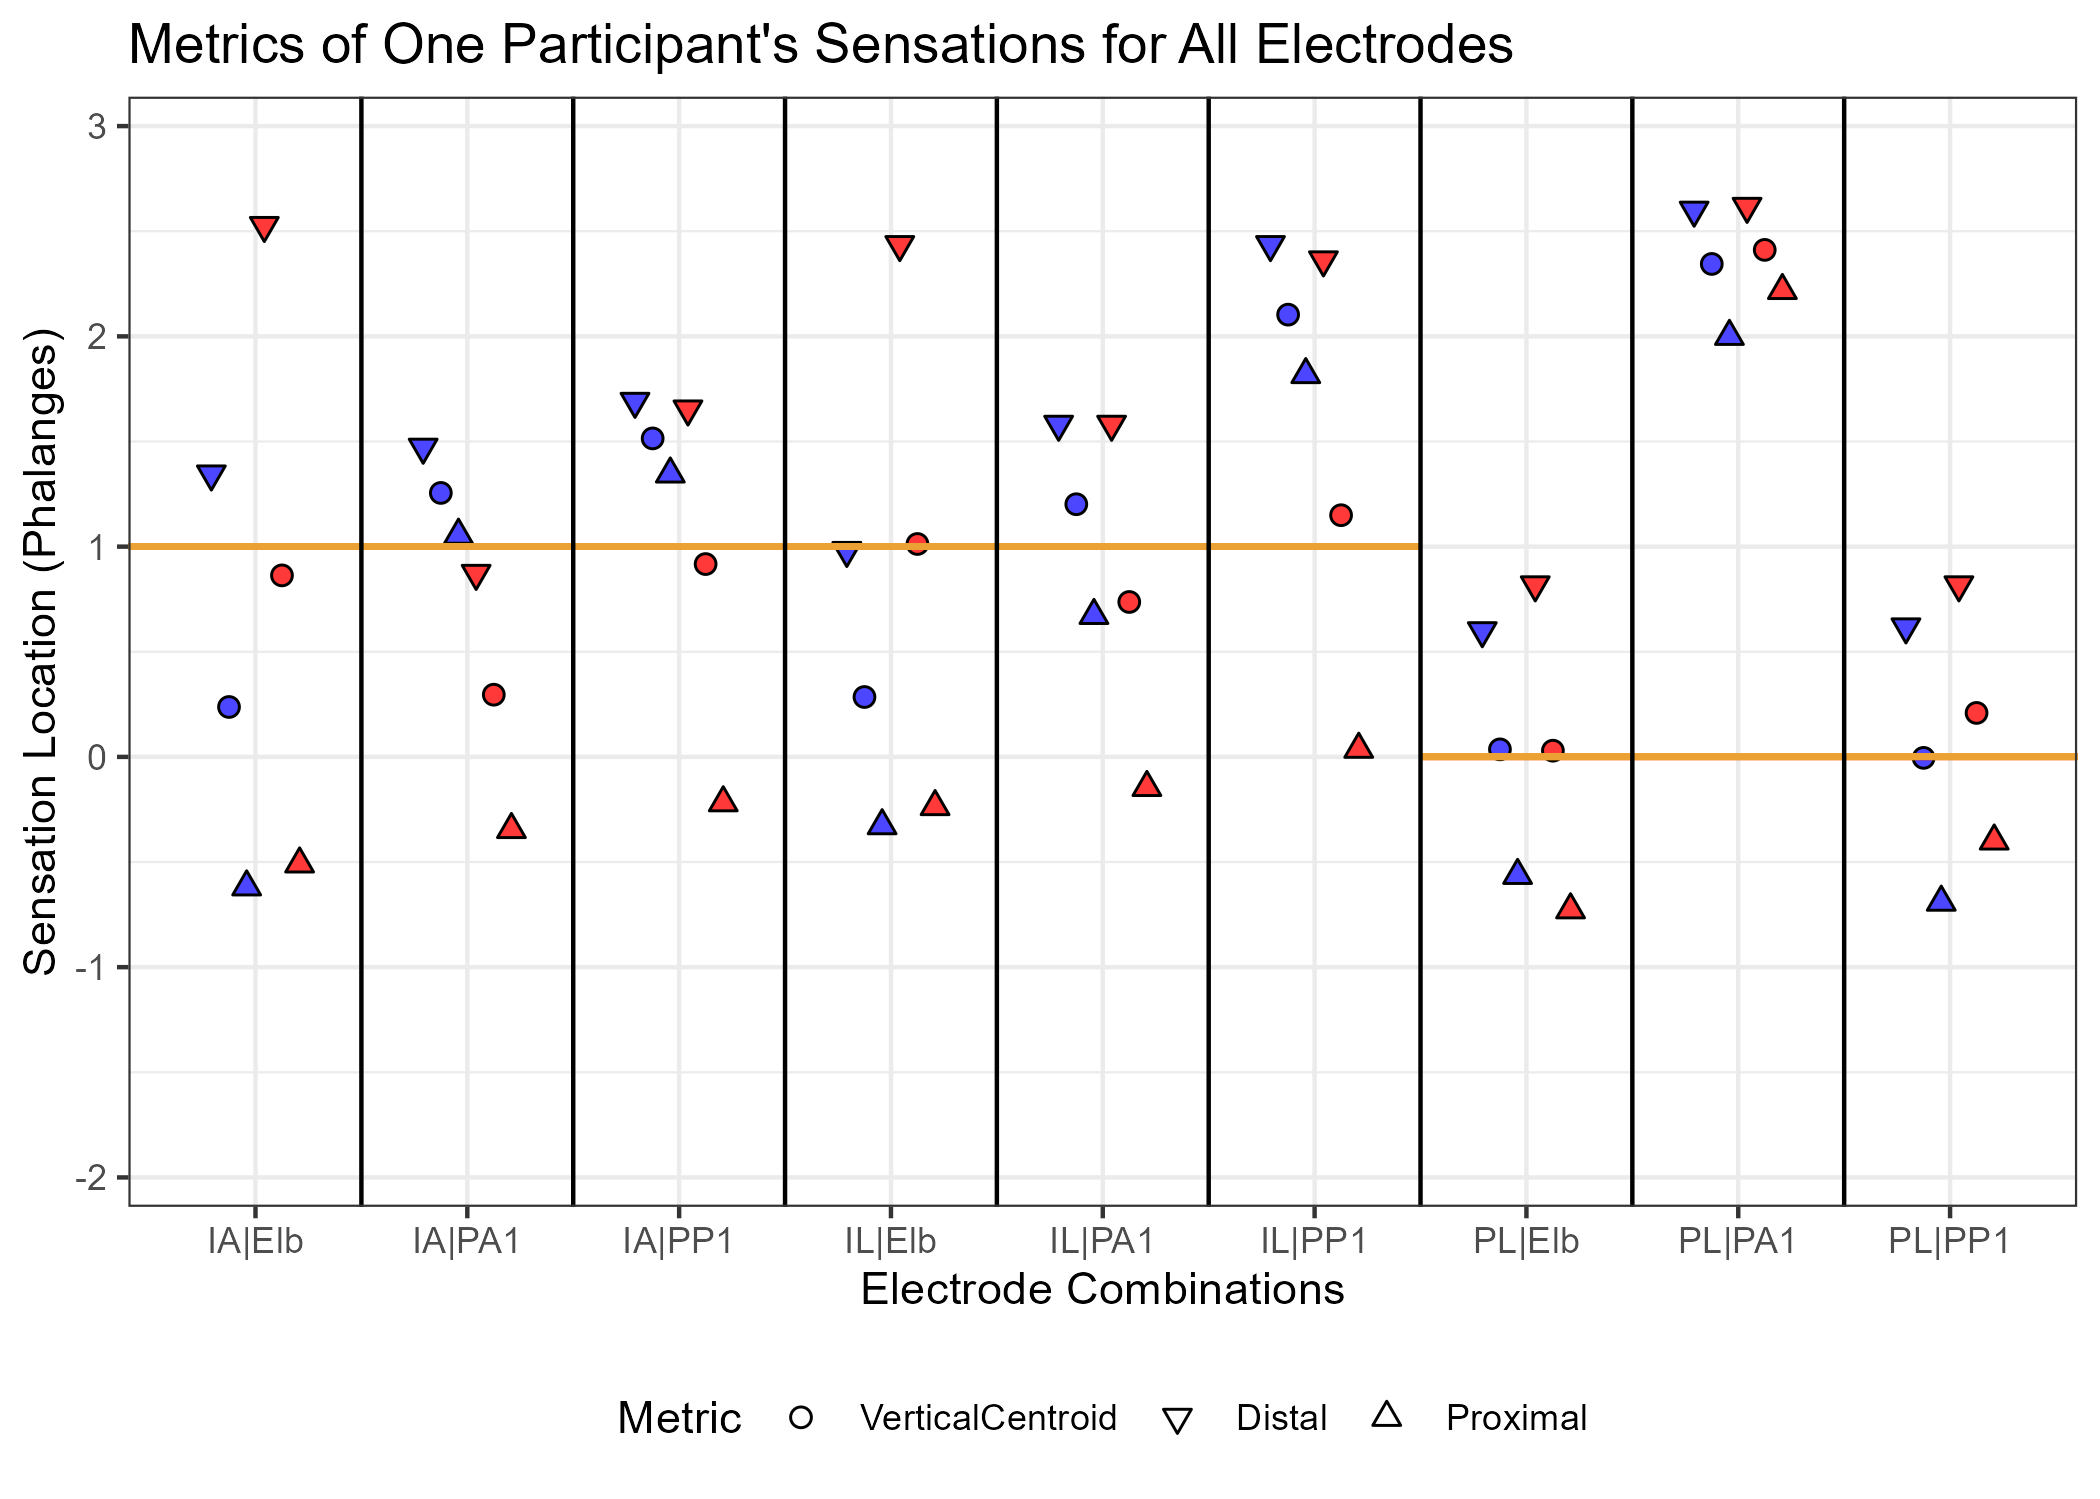 Metrics of One Participant's Sensations for All Electrodes
Sensation Location (Phalanges)
3
2
1
0
-1
-2
IA|Elb IA|PA1 IA|PP1 IL|Elb IL|PA1 IL|PP1 PL|Elb PL|PA1 PL|PP1
Electrode Combinations
Metric VerticalCentroid Distal Proximal